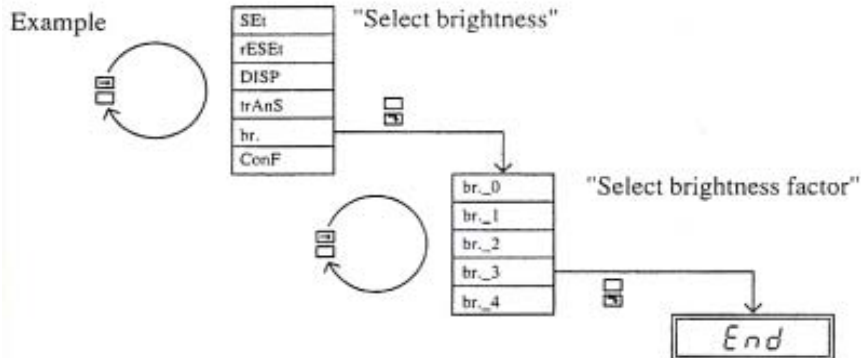 Example
"Select brightness"
SEt
rESEt
DISP
trAnS
br.
ConF
"Select brightness factor"
br._0
br._1
br._2
br._3
br._4
End